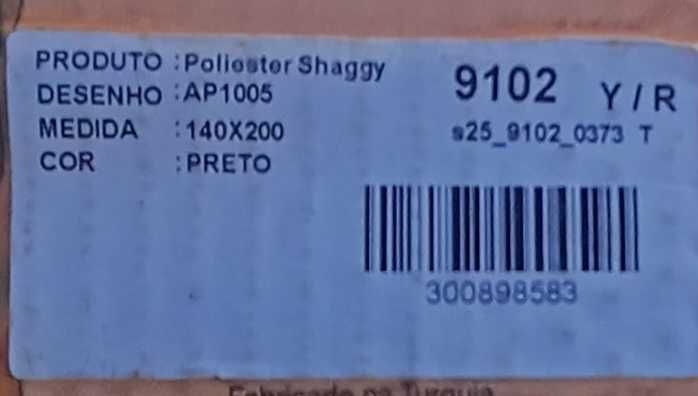 PRODUTO : Poliester Shaggy
DESENHO : AP1005
MEDIDA : 140X200
COR : PRETO
9102 Y / R
s25_9102_0373 T
300898583
Fabricado na Turquia